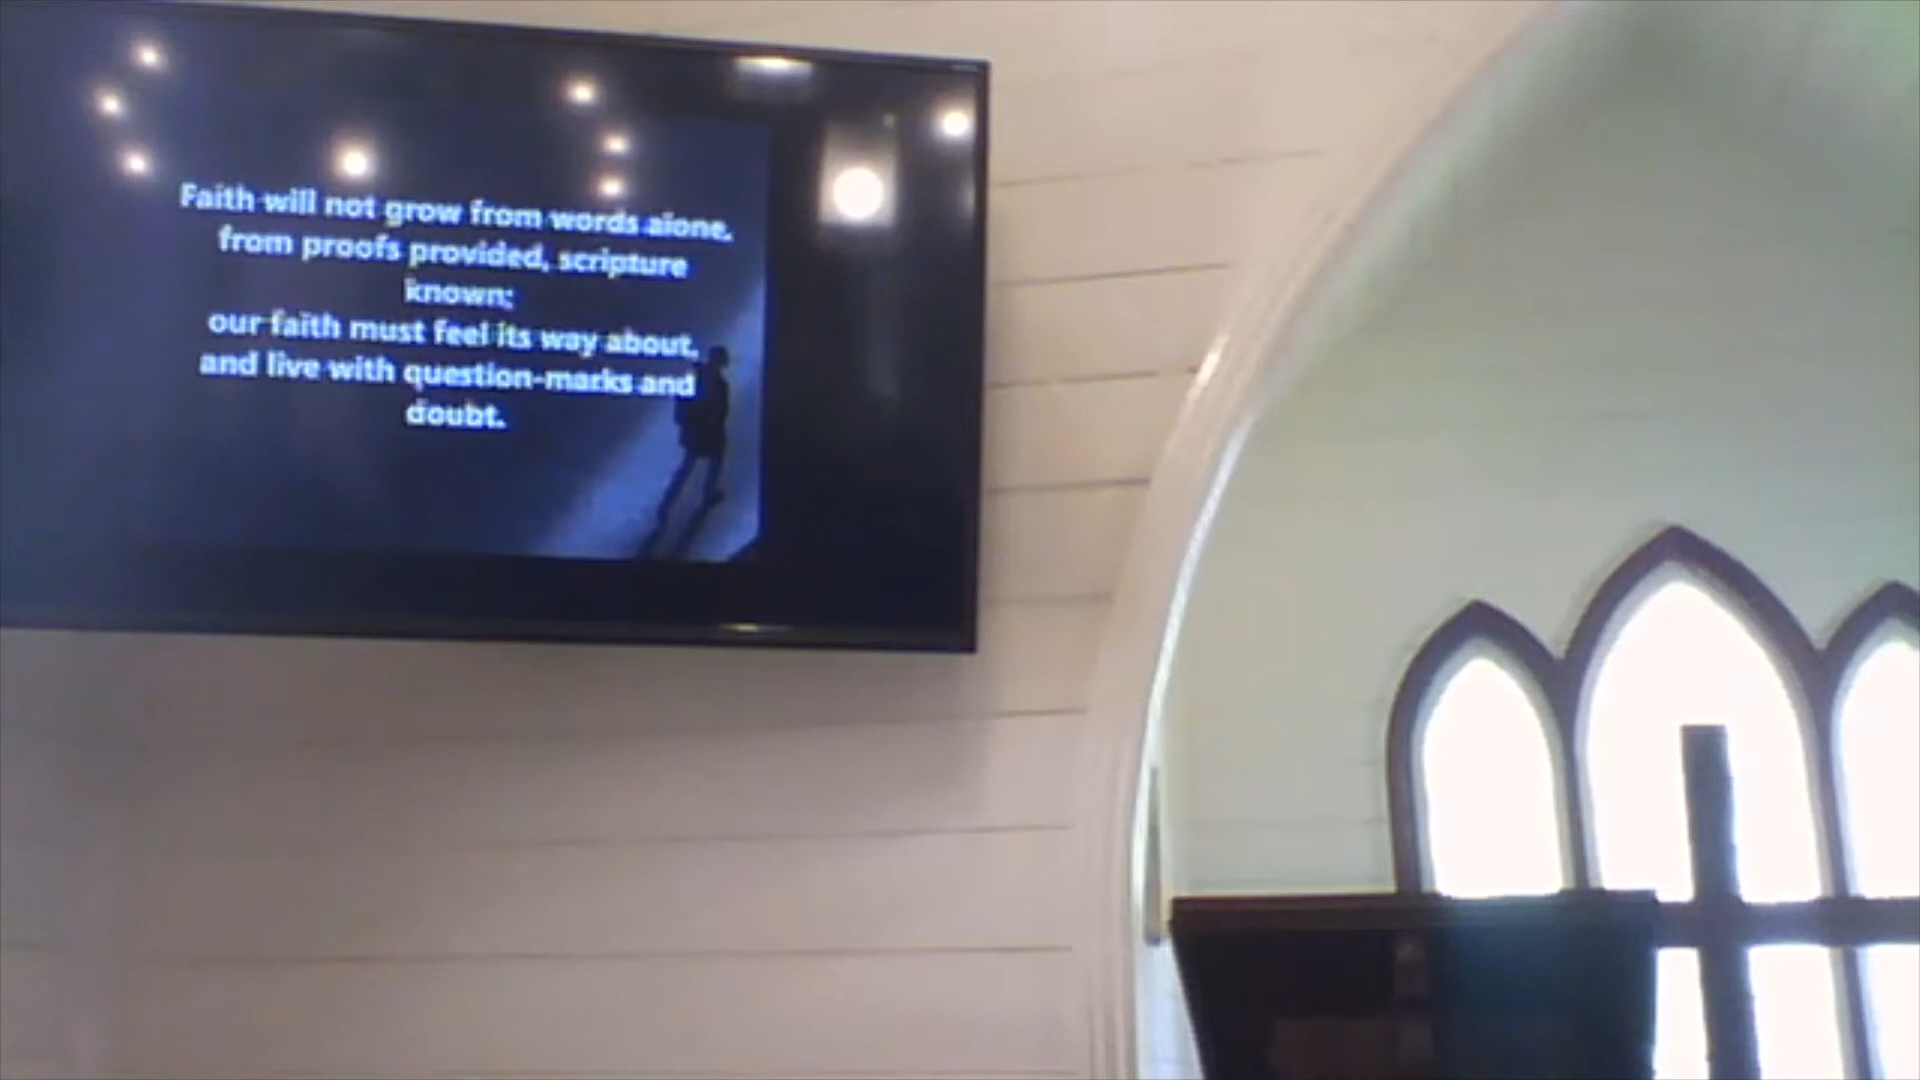 Faith will not grow from words alone,
from proofs provided, scripture
known;
our faith must feel its way about,
and live with question-marks and
doubt.